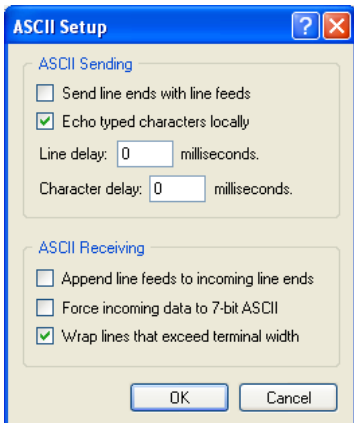 ASCII Setup
ASCII Sending
Send line ends with line feeds
Echo typed characters locally
Line delay: 0 milliseconds.
Character delay: 0 milliseconds.
ASCII Receiving
Append line feeds to incoming line ends
Force incoming data to 7-bit ASCII
Wrap lines that exceed terminal width
OK Cancel